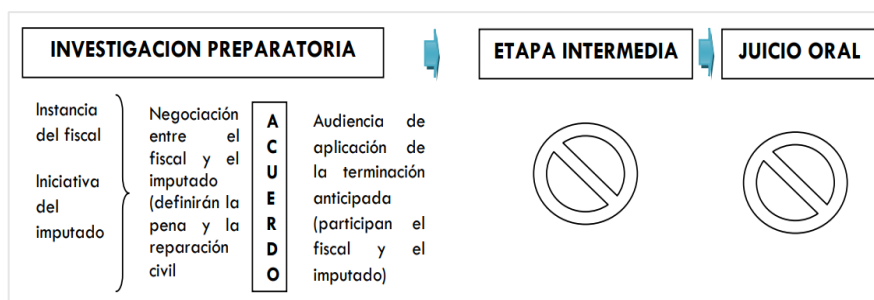 INVESTIGACION PREPARATORIA
ETAPA INTERMEDIA
JUICIO ORAL
Instancia
del fiscal
Iniciativa
del
imputado
Negociación
entre el
fiscal y el
imputado
(definirán la
pena y la
reparación
civil
A
C
U
E
R
D
O
Audiencia de
aplicación de
la terminación
anticipada
(participan el
fiscal y el
imputado)